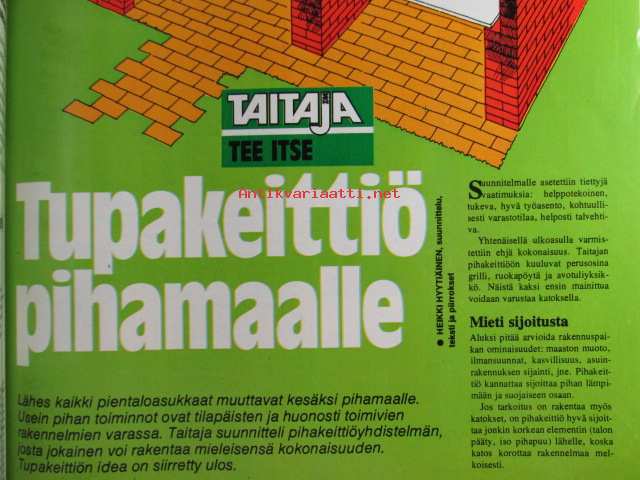 TAITAJA
TEE ITSE
Antikvariaatti.net
Tupakeittiö
pihamaalle
● HEIKKI HYYTIÄINEN, suunnittelu,
teksti ja piirrokset
Lähes kaikki pientaloasukkaat muuttavat kesäksi pihamaalle.
Usein pihan toiminnot ovat tilapäisten ja huonosti toimivien
rakennelmien varassa. Taitaja suunnitteli pihakeittiöyhdistelmän,
josta jokainen voi rakentaa mieleisensä kokonaisuuden.
Tupakeittiön idea on siirretty ulos.
Suunnitelmalle asetettiin tiettyjä
vaatimuksia: helppotekoinen,
tukeva, hyvä työasento, kohtuulli-
sesti varastotilaa, helposti talvehti-
va.
Yhtenäisellä ulkoasulla varmis-
tettiin ehjä kokonaisuus. Taitajan
pihakeittiöön kuuluvat perusosina
grilli, ruokapöytä ja avotuliyksik-
kö. Näistä kaksi ensin mainittua
voidaan varustaa katoksella.
Mieti sijoitusta
Aluksi pitää arvioida rakennuspai-
kan ominaisuudet: maaston muoto,
ilmansuunnat, kasvillisuus, asuin-
rakennuksen sijainti, jne. Pihakeit-
tiö kannattaa sijoittaa pihan lämpi-
mään ja suojaiseen osaan.
Jos tarkoitus on rakentaa myös
katokset, on pihakeittiö hyvä sijoit-
taa jonkin korkean elementin (talon
pääty, iso pihapuu) lähelle, koska
katos korottaa rakennelmaa mel-
koisesti.